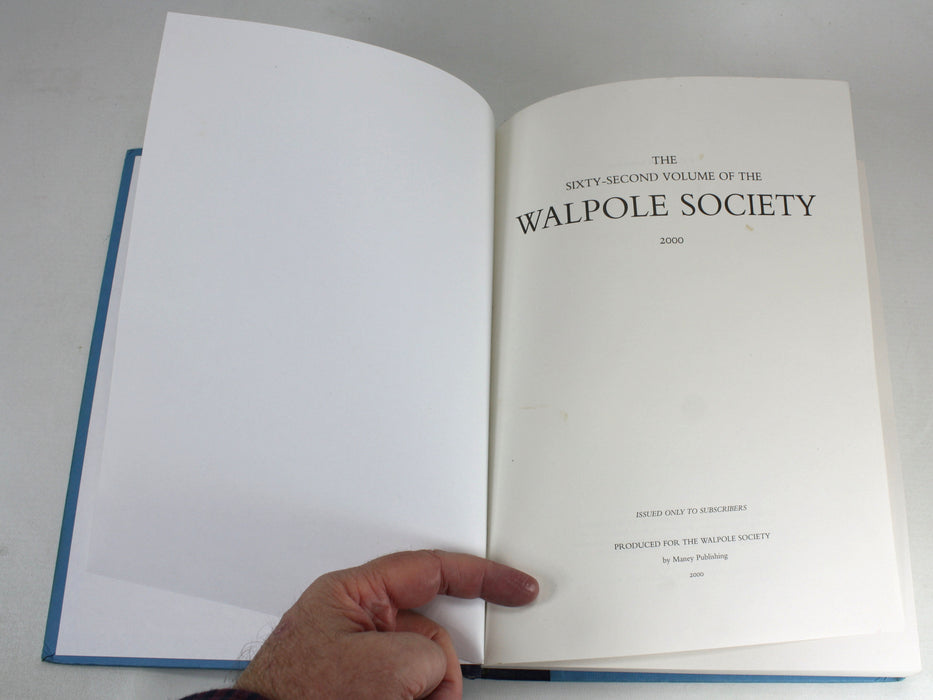 THE
SIXTY-SECOND VOLUME OF THE
WALPOLE SOCIETY
2000
ISSUED ONLY TO SUBSCRIBERS
PRODUCED FOR THE WALPOLE SOCIETY
by Maney Publishing
2000